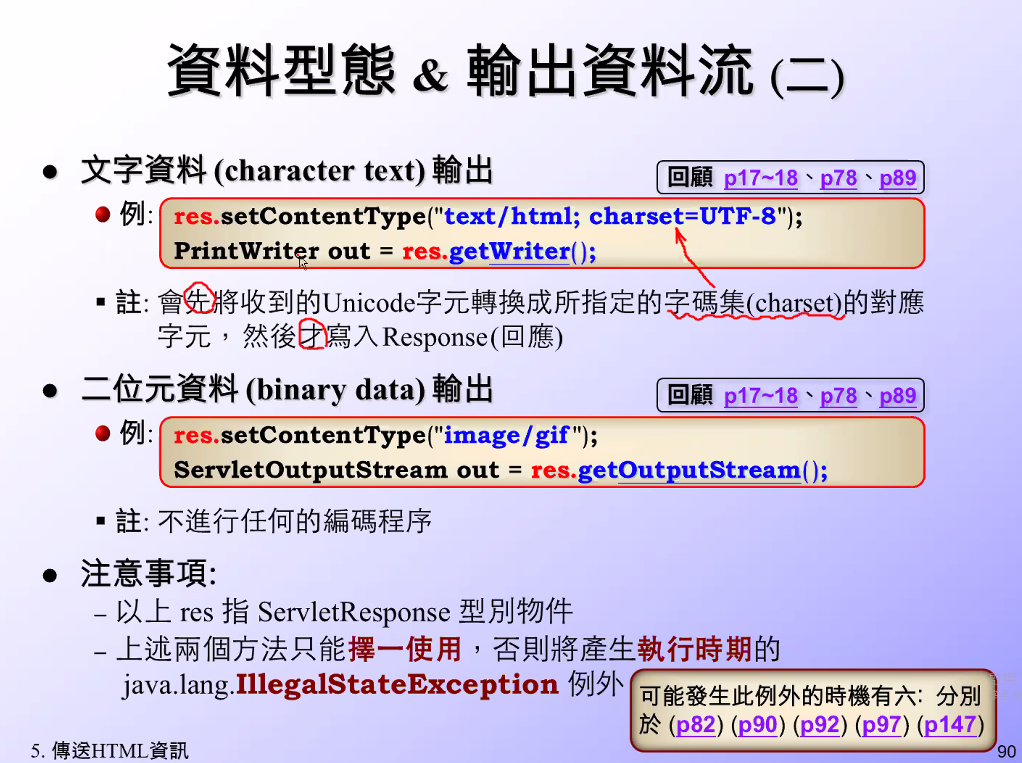 資料型態 & 輸出資料流 (二)
● 文字資料 (character text) 輸出
回顧 p17~18、p78、p89
例: res.setContentType("text/html; charset=UTF-8");
PrintWriter out = res.getWriter();
▪ 註: 會先將收到的Unicode字元轉換成所指定的字碼集(charset)的對應
字元， 然後才寫入Response(回應)
● 二位元資料 (binary data) 輸出
回顧 p17~18、p78、p89
例: res.setContentType("image/gif");
ServletOutputStream out = res.getOutputStream();
▪ 註: 不進行任何的編碼程序
● 注意事項:
– 以上 res 指 ServletResponse 型別物件
– 上述兩個方法只能擇一使用，否則將產生執行時期的
java.lang.IllegalStateException 例外
可能發生此例外的時機有六: 分別
於 (p82) (p90) (p92) (p97) (p147)
5. 傳送HTML資訊
90